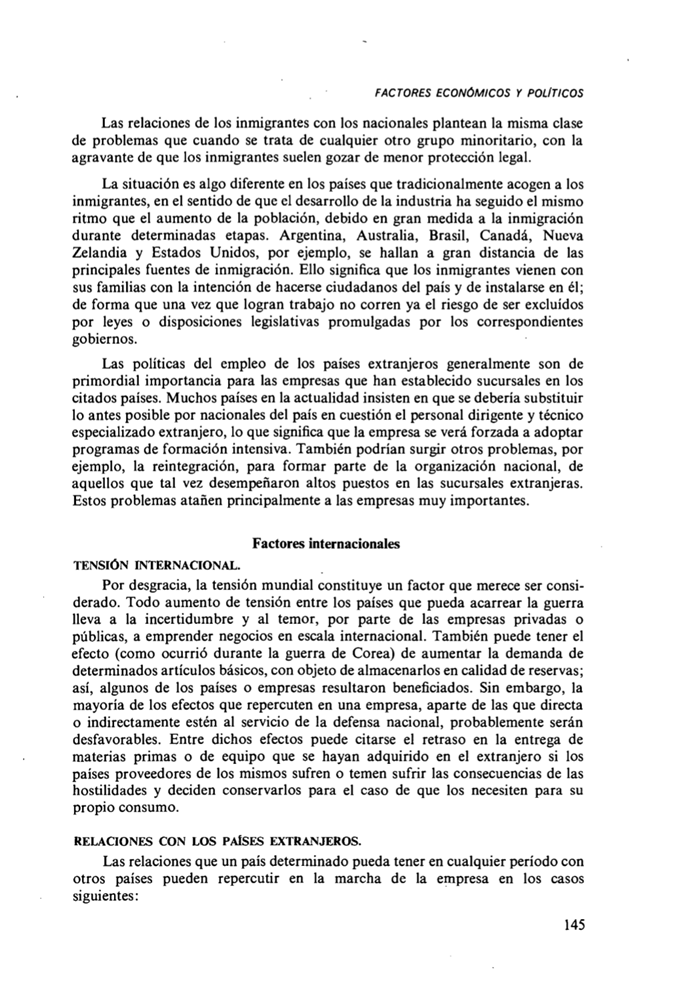 FACTORES ECONÓMICOS Y POLÍTICOS
Las relaciones de los inmigrantes con los nacionales plantean la misma clase
de problemas que cuando se trata de cualquier otro grupo minoritario, con la
agravante de que los inmigrantes suelen gozar de menor protección legal.
La situación es algo diferente en los países que tradicionalmente acogen a los
inmigrantes, en el sentido de que el desarrollo de la industria ha seguido el mismo
ritmo que el aumento de la población, debido en gran medida a la inmigración
durante determinadas etapas. Argentina, Australia, Brasil, Canadá, Nueva
Zelandia y Estados Unidos, por ejemplo, se hallan a gran distancia de las
principales fuentes de inmigración. Ello significa que los inmigrantes vienen con
sus familias con la intención de hacerse ciudadanos del país y de instalarse en él;
de forma que una vez que logran trabajo no corren ya el riesgo de ser excluídos
por leyes o disposiciones legislativas promulgadas por los correspondientes
gobiernos.
Las políticas del empleo de los países extranjeros generalmente son de
primordial importancia para las empresas que han establecido sucursales en los
citados países. Muchos países en la actualidad insisten en que se debería substituir
lo antes posible por nacionales del país en cuestión el personal dirigente y técnico
especializado extranjero, lo que significa que la empresa se verá forzada a adoptar
programas de formación intensiva. También podrían surgir otros problemas, por
ejemplo, la reintegración, para formar parte de la organización nacional, de
aquellos que tal vez desempeñaron altos puestos en las sucursales extranjeras.
Estos problemas atañen principalmente a las empresas muy importantes.
Factores internacionales
TENSIÓN INTERNACIONAL.
Por desgracia, la tensión mundial constituye un factor que merece ser consi-
derado. Todo aumento de tensión entre los países que pueda acarrear la guerra
lleva a la incertidumbre y al temor, por parte de las empresas privadas o
públicas, a emprender negocios en escala internacional. También puede tener el
efecto (como ocurrió durante la guerra de Corea) de aumentar la demanda de
determinados artículos básicos, con objeto de almacenarlos en calidad de reservas;
así, algunos de los países o empresas resultaron beneficiados. Sin embargo, la
mayoría de los efectos que repercuten en una empresa, aparte de las que directa
o indirectamente estén al servicio de la defensa nacional, probablemente serán
desfavorables. Entre dichos efectos puede citarse el retraso en la entrega de
materias primas o de equipo que se hayan adquirido en el extranjero si los
países proveedores de los mismos sufren o temen sufrir las consecuencias de las
hostilidades y deciden conservarlos para el caso de que los necesiten para su
propio consumo.
RELACIONES CON LOS PAÍSES EXTRANJEROS.
Las relaciones que un país determinado pueda tener en cualquier período con
otros países pueden repercutir en la marcha de la empresa en los casos
siguientes:
145